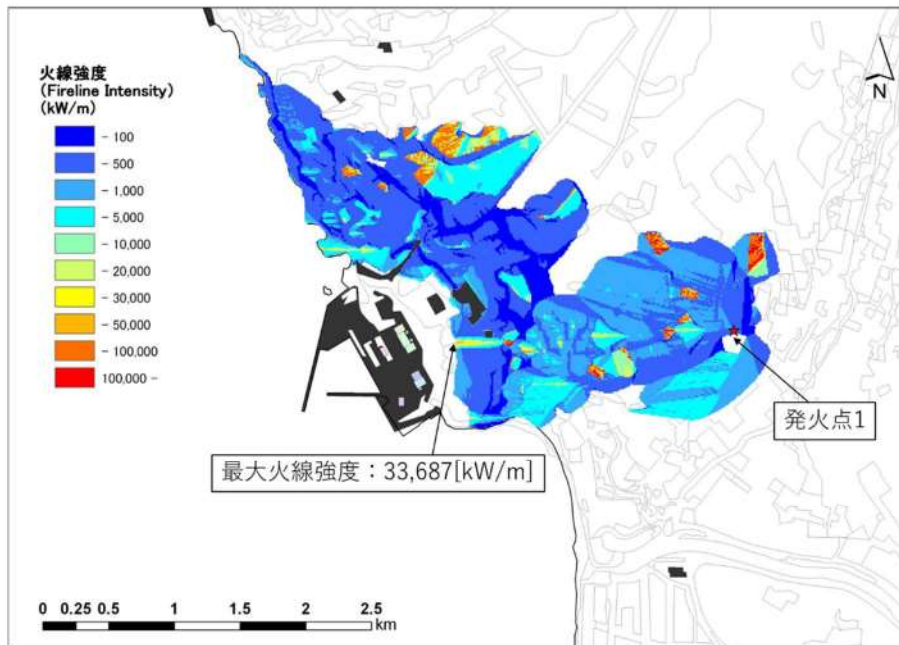 火線強度
(Fireline Intensity)
(kW/m)
- 100
- 500
- 1,000
- 5,000
- 10,000
- 20,000
- 30,000
- 50,000
- 100,000
100,000 -
N
発火点1
最大火線強度：33,687[kW/m]
0 0.25 0.5 1 1.5 2 2.5
km